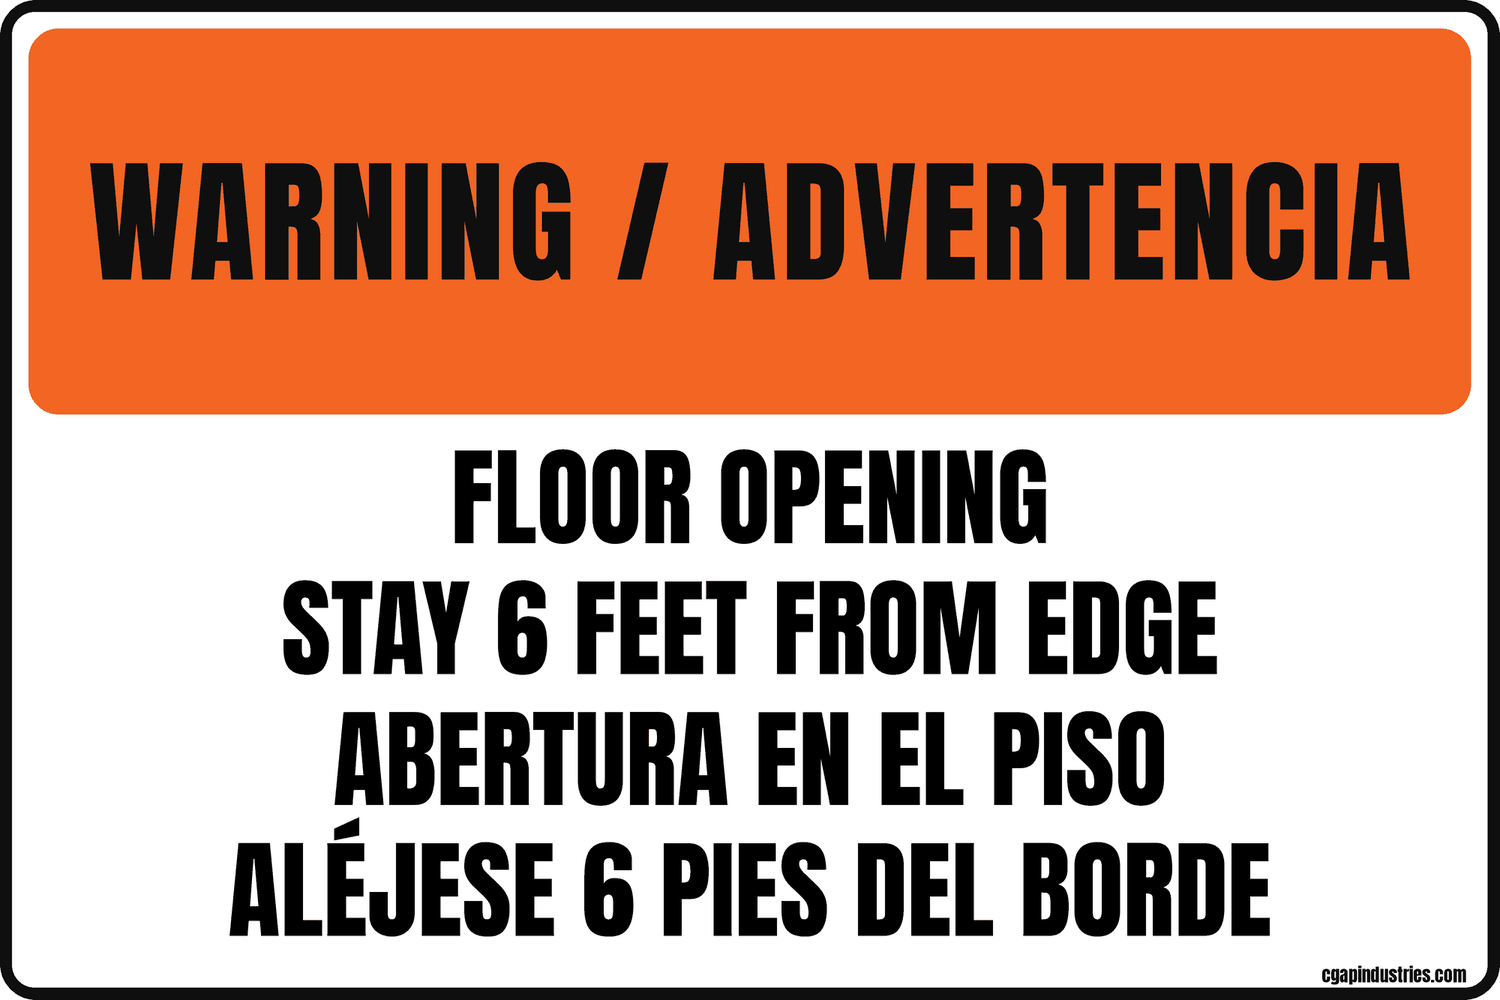 WARNING / ADVERTENCIA
FLOOR OPENING
STAY 6 FEET FROM EDGE
ABERTURA EN EL PISO
ALÉJESE 6 PIES DEL BORDE
cgapindustries.com